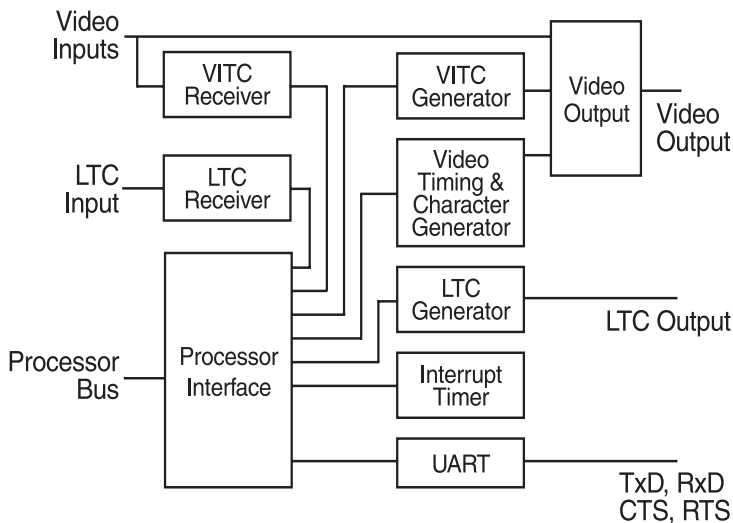 Video
Inputs
VITC
Receiver
VITC
Generator
Video
Output
Video
Output
LTC
Input
LTC
Receiver
Video
Timing &
Character
Generator
LTC
Generator
LTC Output
Processor
Bus
Processor
Interface
Interrupt
Timer
UART
TxD, RxD
CTS, RTS